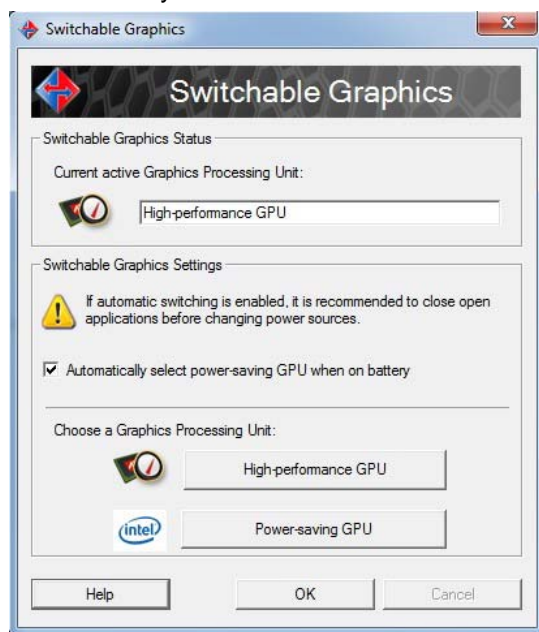 Switchable Graphics
Switchable Graphics
Switchable Graphics Status
Current active Graphics Processing Unit:
High-performance GPU
Switchable Graphics Settings
If automatic switching is enabled, it is recommended to close open
applications before changing power sources.
Automatically select power-saving GPU when on battery
Choose a Graphics Processing Unit:
High-performance GPU
intel
Power-saving GPU
Help
OK
Cancel